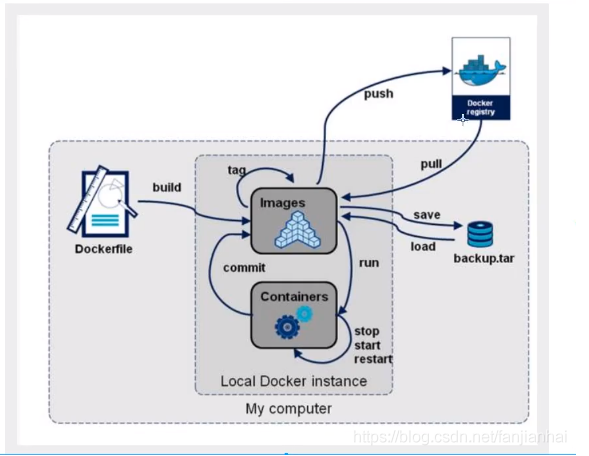 Docker
registry
push
pull
tag
build
Images
Dockerfile
save
load
backup.tar
commit
run
Containers
stop
start
restart
Local Docker instance
My computer
https://blog.csdn.net/fanjianhai